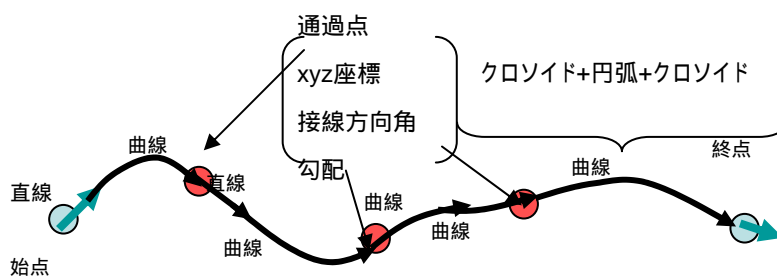 通過点
xyz座標
接線方向角
勾配
クロソイド+円弧+クロソイド
曲線
終点
曲線
直線
直線
曲線
曲線
曲線
始点